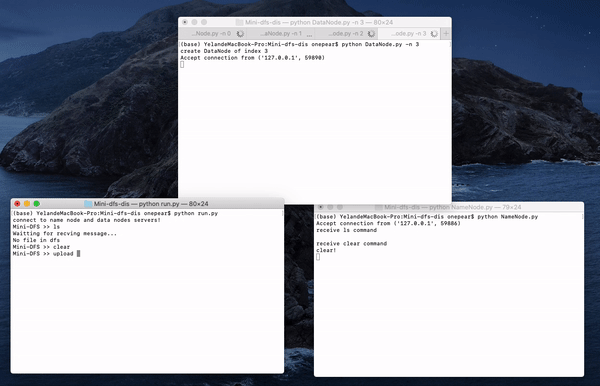 Mini-dfs-dis — python DataNode.py -n 3 — 80×24
...Node.py -n 0
...aNode.py -n 1 ...
...ode.py -n 2
...ode.py -n 3
(base) YelandeMacBook-Pro:Mini-dfs-dis onepear$ python DataNode.py -n 3
create DataNode of index 3
Accept connection from ('127.0.0.1', 59890)
Mini-dfs-dis — python run.py — 80×24
(base) YelandeMacBook-Pro:Mini-dfs-dis onepear$ python run.py
connect to name node and data nodes servers!
Mini-DFS >> ls
Waitting for recving message...
No file in dfs
Mini-DFS >> clear
Mini-DFS >> upload
Mini-dfs-dis — python NameNode.py — 79×24
(base) YelandeMacBook-Pro:Mini-dfs-dis onepear$ python NameNode.py
Accept connection from ('127.0.0.1', 59886)
receive ls command
receive clear command
clear!